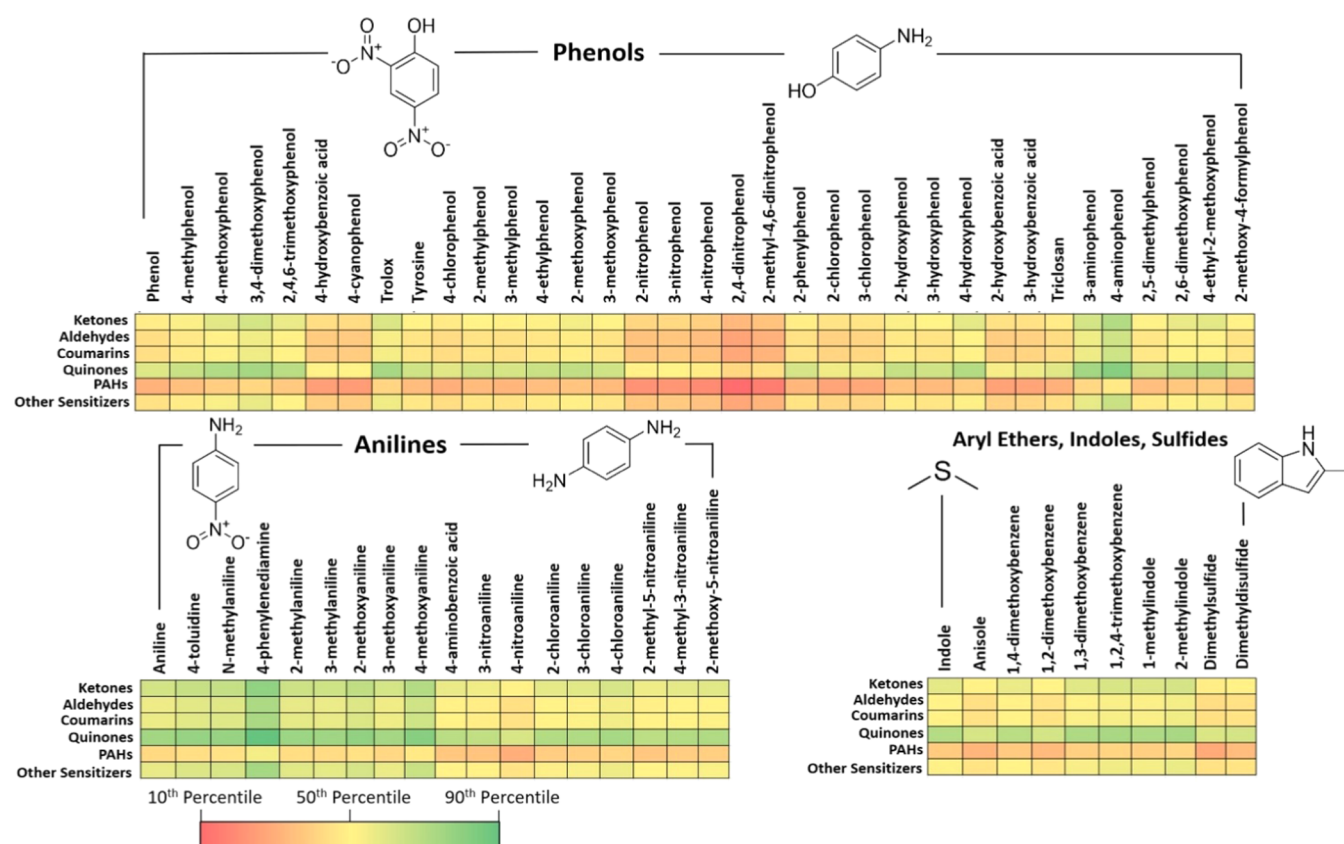 Phenols
O
OH
N+
-O
N+
O
O-
NH2
HO
Phenol
4-methylphenol
4-methoxyphenol
3,4-dimethoxyphenol
2,4,6-trimethoxyphenol
4-hydroxybenzoic acid
4-cyanophenol
Trolox
Tyrosine
4-chlorophenol
2-methylphenol
3-methylphenol
4-ethylphenol
2-methoxyphenol
3-methoxyphenol
2-nitrophenol
3-nitrophenol
4-nitrophenol
2,4-dinitrophenol
2-methyl-4,6-dinitrophenol
2-phenylphenol
2-chlorophenol
3-chlorophenol
2-hydroxyphenol
3-hydroxyphenol
4-hydroxyphenol
2-hydroxybenzoic acid
3-hydroxybenzoic acid
Triclosan
3-aminophenol
4-aminophenol
2,5-dimethylphenol
2,6-dimethoxyphenol
4-ethyl-2-methoxyphenol
2-methoxy-4-formylphenol
Ketones
Aldehydes
Coumarins
Quinones
PAHs
Other Sensitizers
Anilines
NH2
N+
O
O-
NH2
H2N
Aniline
4-toluidine
N-methylaniline
4-phenylenediamine
2-methylaniline
3-methylaniline
2-methoxyaniline
3-methoxyaniline
4-methoxyaniline
4-aminobenzoic acid
3-nitroaniline
4-nitroaniline
2-chloroaniline
3-chloroaniline
4-chloroaniline
2-methyl-5-nitroaniline
4-methyl-3-nitroaniline
2-methoxy-5-nitroaniline
Ketones
Aldehydes
Coumarins
Quinones
PAHs
Other Sensitizers
10th Percentile 50th Percentile 90th Percentile
Aryl Ethers, Indoles, Sulfides
S
H
N
Indole
Anisole
1,4-dimethoxybenzene
1,2-dimethoxybenzene
1,3-dimethoxybenzene
1,2,4-trimethoxybenzene
1-methylindole
2-methylindole
Dimethylsulfide
Dimethyldisulfide
Ketones
Aldehydes
Coumarins
Quinones
PAHs
Other Sensitizers